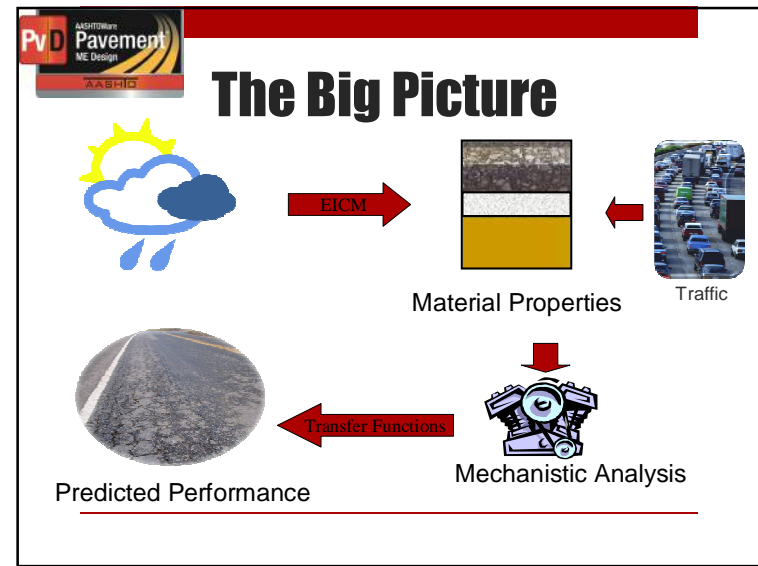 PvD
AASHTOWare
Pavement
ME Design
AASHTO
The Big Picture
EICM
Material Properties
Traffic
Transfer Functions
Mechanistic Analysis
Predicted Performance